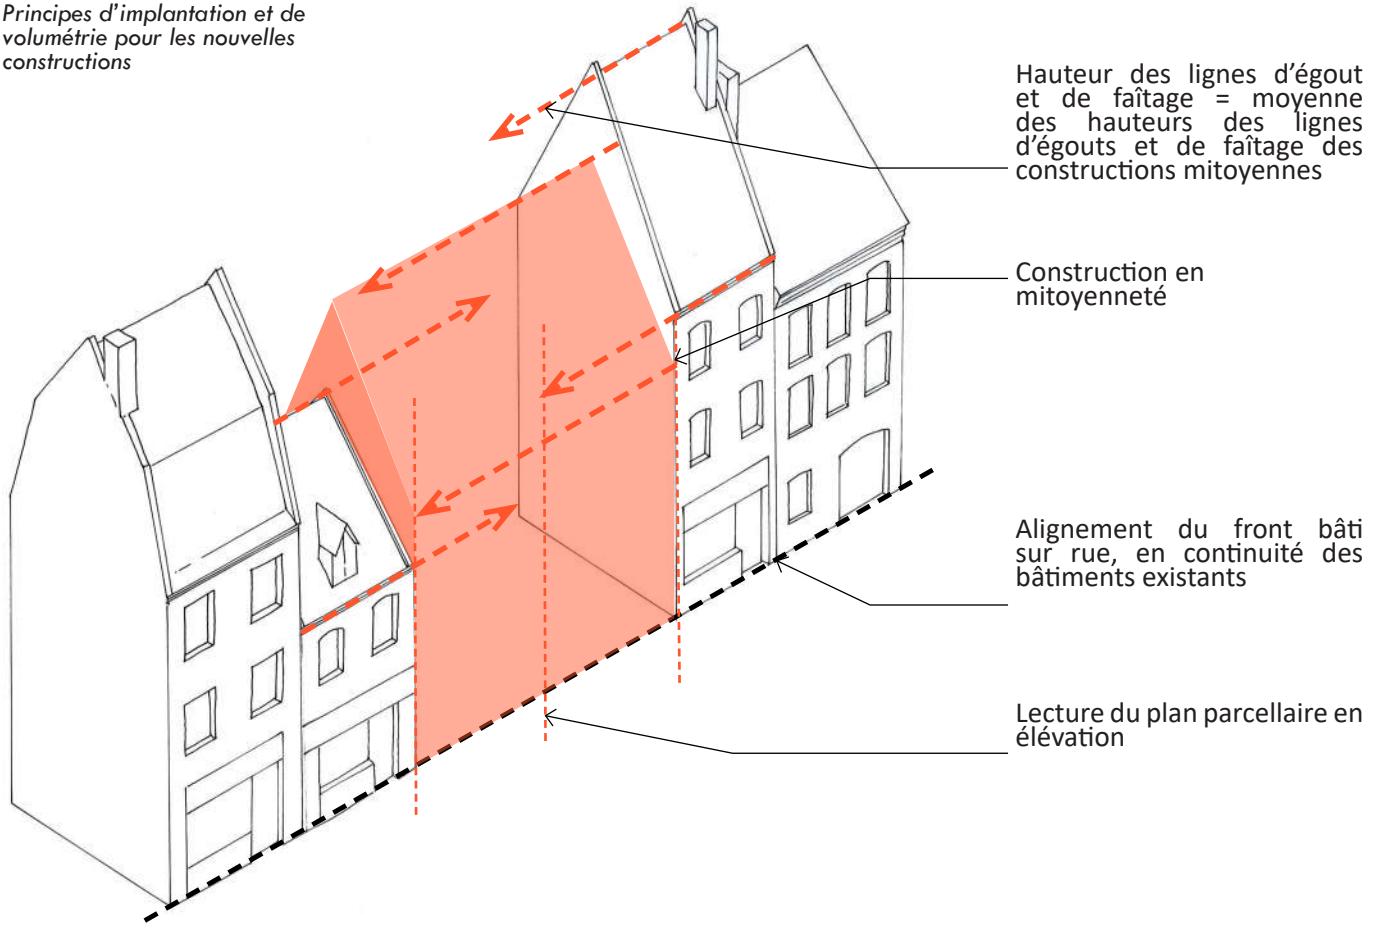 Principes d’implantation et de
volumétrie pour les nouvelles
constructions
Hauteur des lignes d’égout
et de faîtage = moyenne
des hauteurs des lignes
d’égouts et de faîtage des
constructions mitoyennes
Construction en
mitoyenneté
Alignement du front bâti
sur rue, en continuité des
bâtiments existants
Lecture du plan parcellaire en
élévation